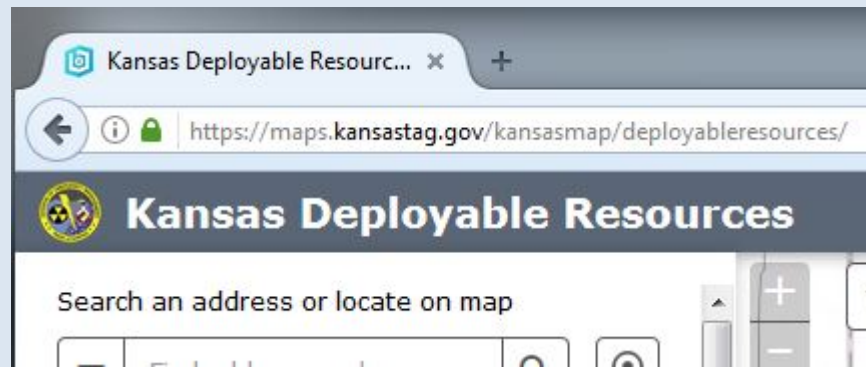 Kansas Deployable Resourc...
https://maps.kansastag.gov/kansasmap/deployableresources/
Kansas Deployable Resources
Search an address or locate on map